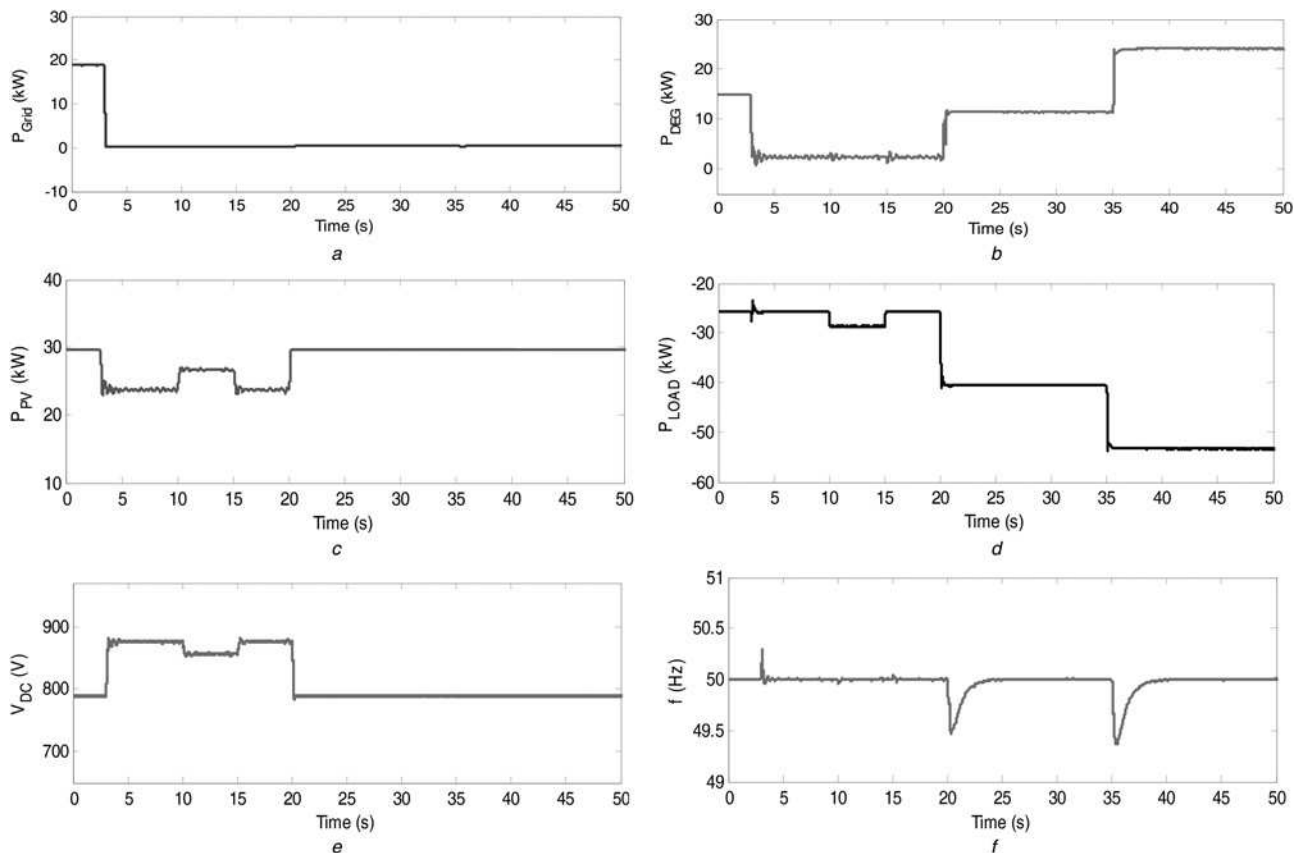 30
20
10
0
-10
P_Grid (kW)
0 5 10 15 20 25 30 35 40 45 50
Time (s)
a
30
20
10
0
P_DEG (kW)
0 5 10 15 20 25 30 35 40 45 50
Time (s)
b
40
30
20
10
P_PV (kW)
0 5 10 15 20 25 30 35 40 45 50
Time (s)
c
-20
-30
-40
-50
-60
P_LOAD (kW)
0 5 10 15 20 25 30 35 40 45 50
Time (s)
d
900
800
700
V_DC (V)
0 5 10 15 20 25 30 35 40 45 50
Time (s)
e
51
50.5
50
49.5
49
f (Hz)
0 5 10 15 20 25 30 35 40 45 50
Time (s)
f